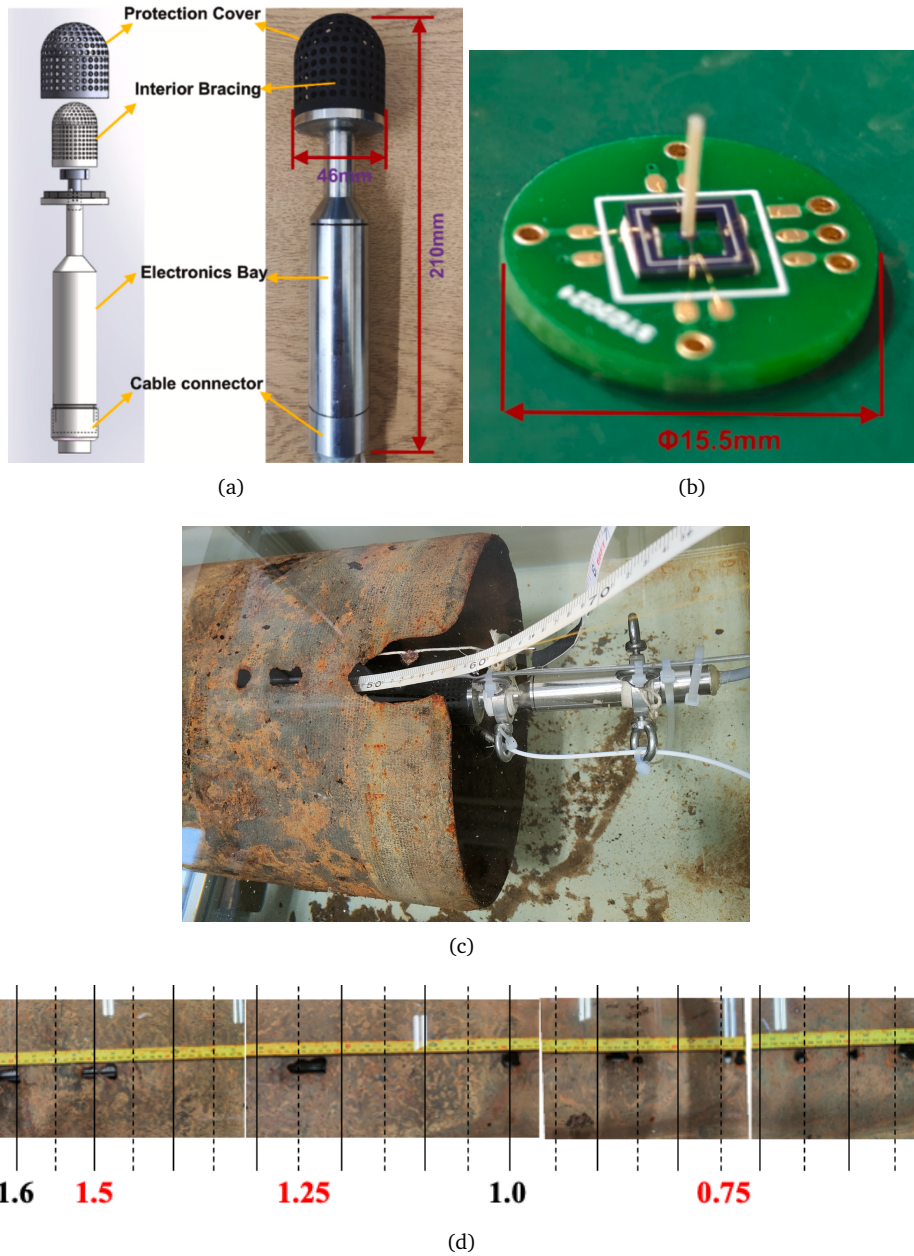 Protection Cover
Interior Bracing
46mm
210mm
Electronics Bay
Cable connector
(a)
Φ15.5mm
(b)
50
60
70
(c)
1.6
1.5
1.25
1.0
0.75
(d)